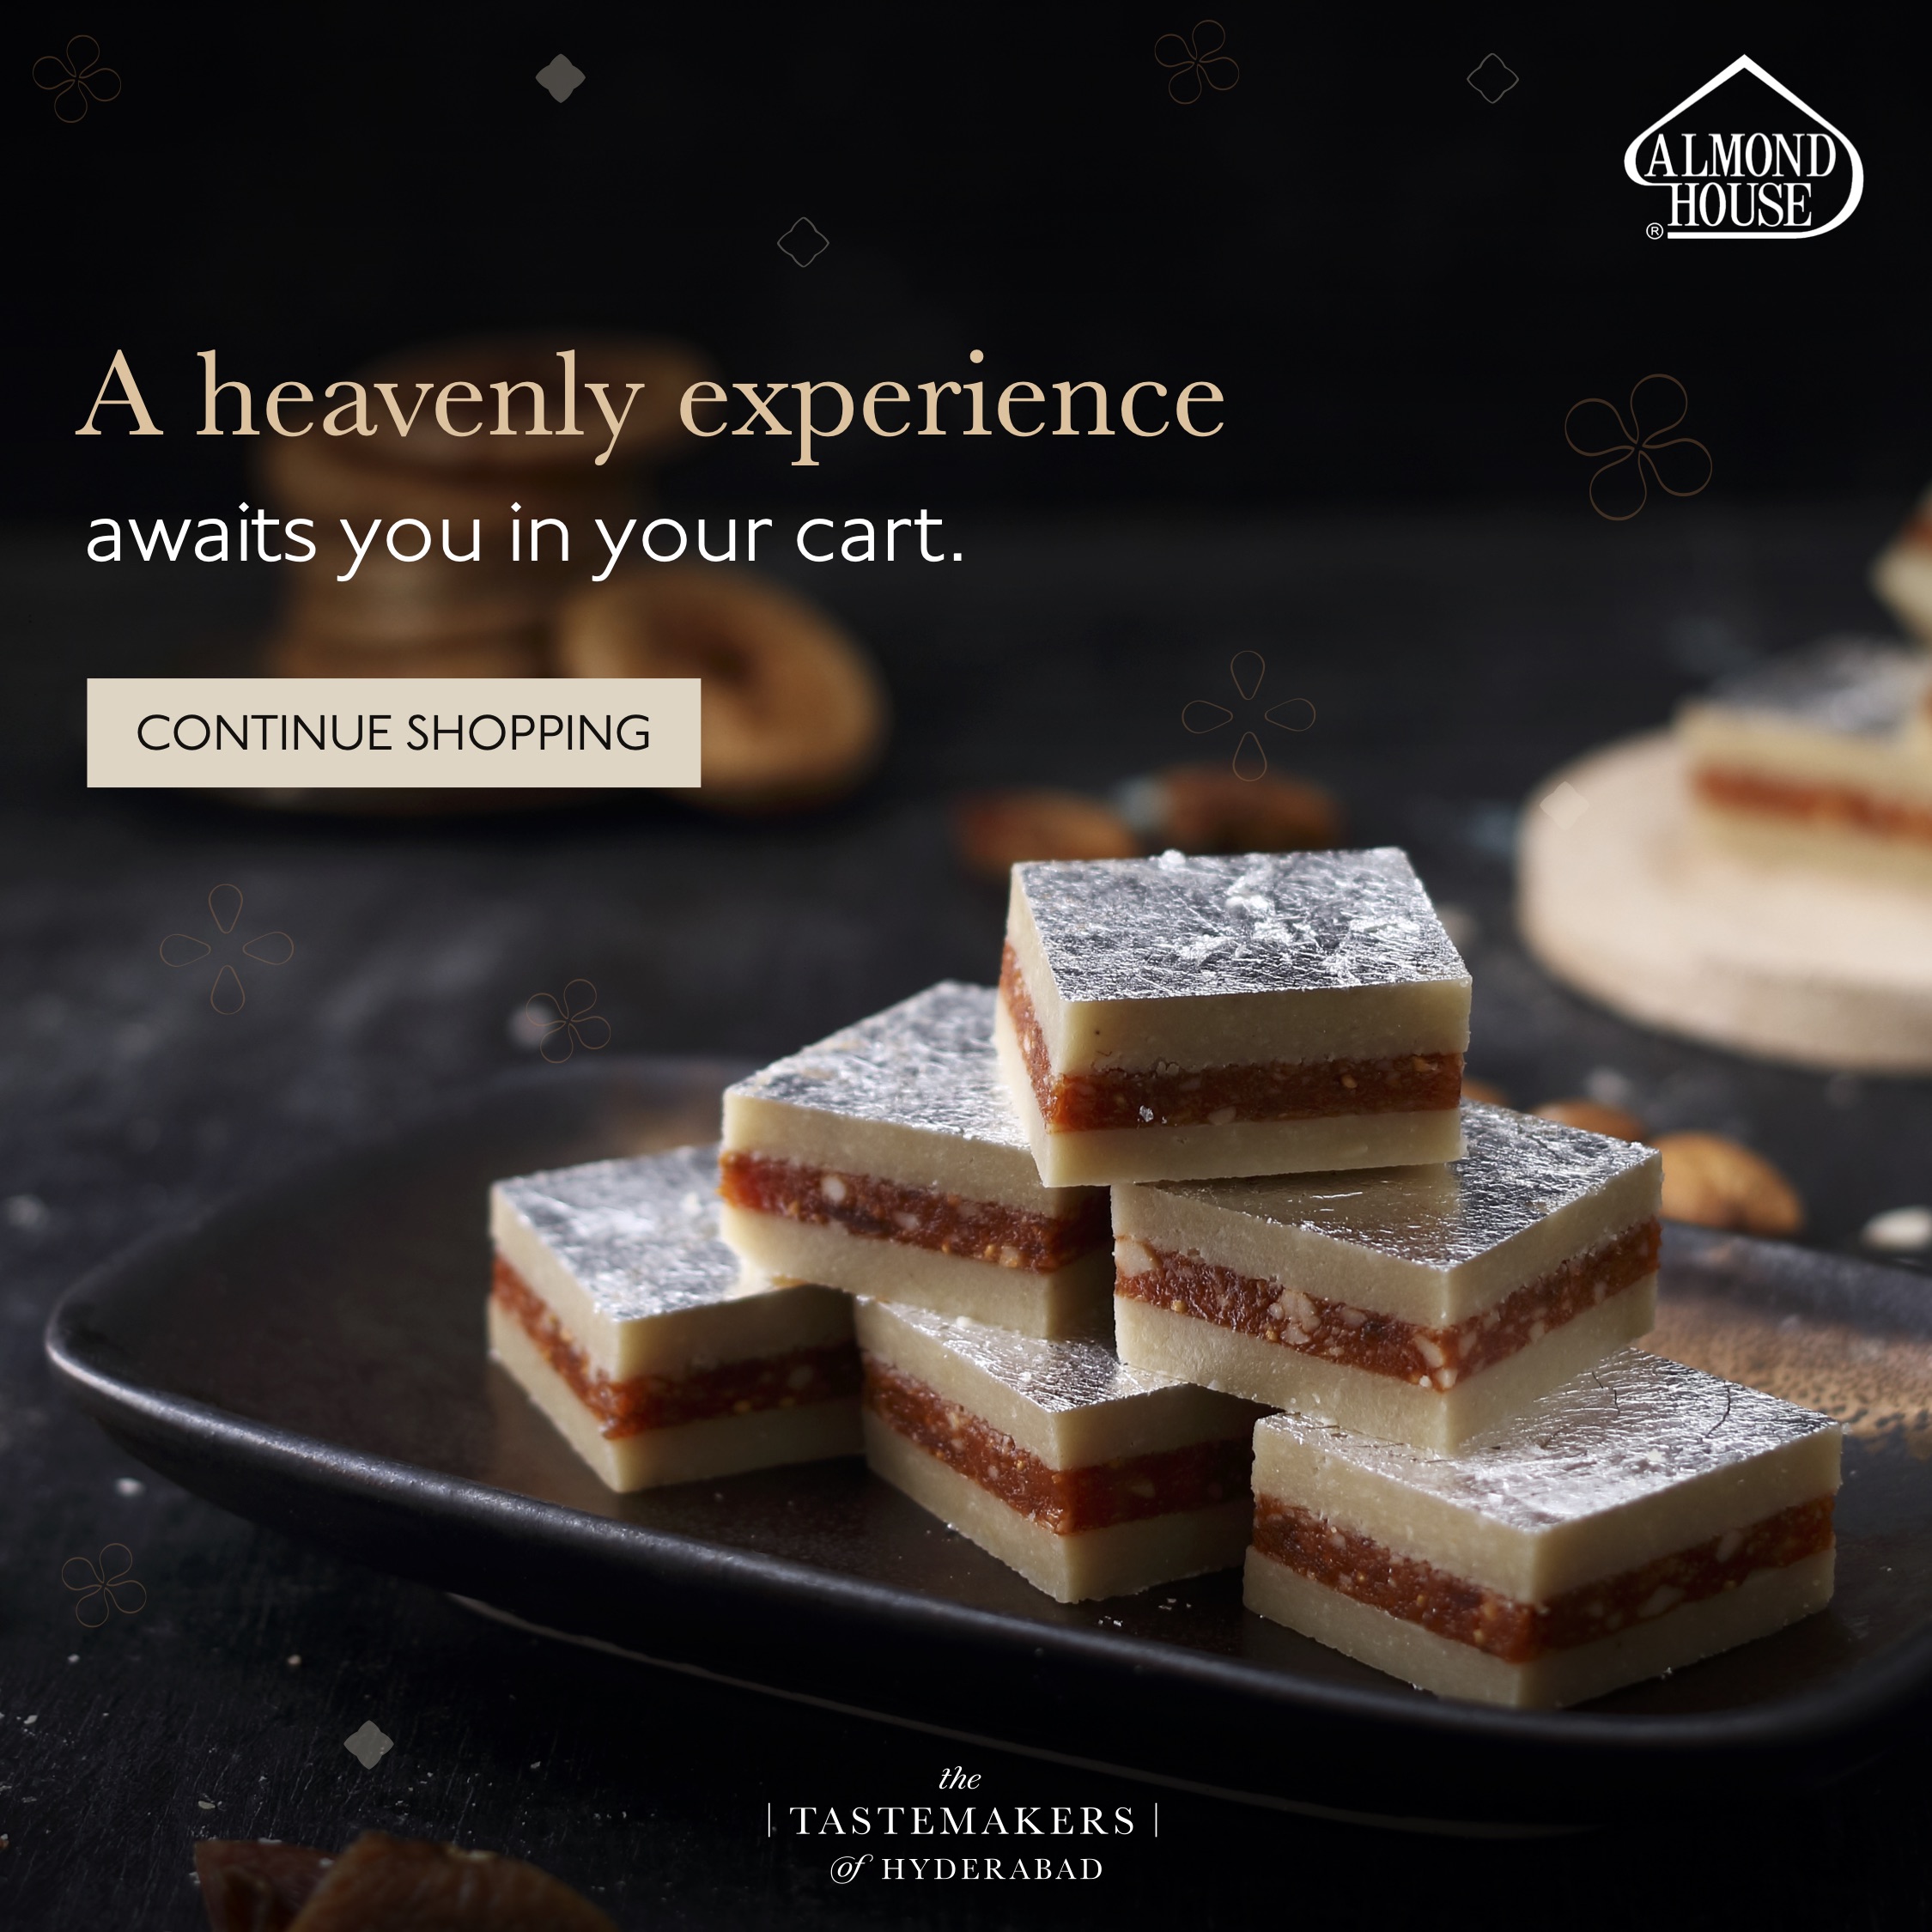 ALMOND
HOUSE
®
A heavenly experience
awaits you in your cart.
CONTINUE SHOPPING
the
| TASTEMAKERS |
of HYDERABAD